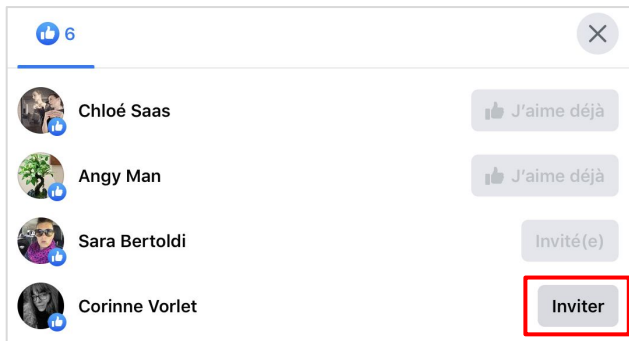 6
Chloé Saas
J'aime déjà
Angy Man
J'aime déjà
Sara Bertoldi
Invité(e)
Corinne Vorlet
Inviter